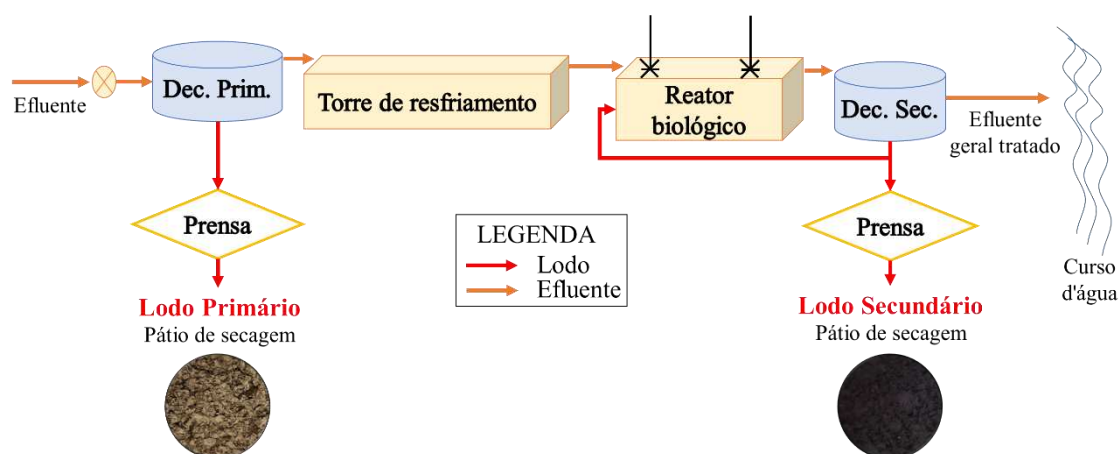 Efluente
Dec. Prim.
Torre de resfriamento
Reator
biológico
Dec. Sec.
Efluente
geral tratado
Prensa
Lodo Primário
Pátio de secagem
LEGENDA
Lodo
Efluente
Prensa
Lodo Secundário
Pátio de secagem
Curso
d'água